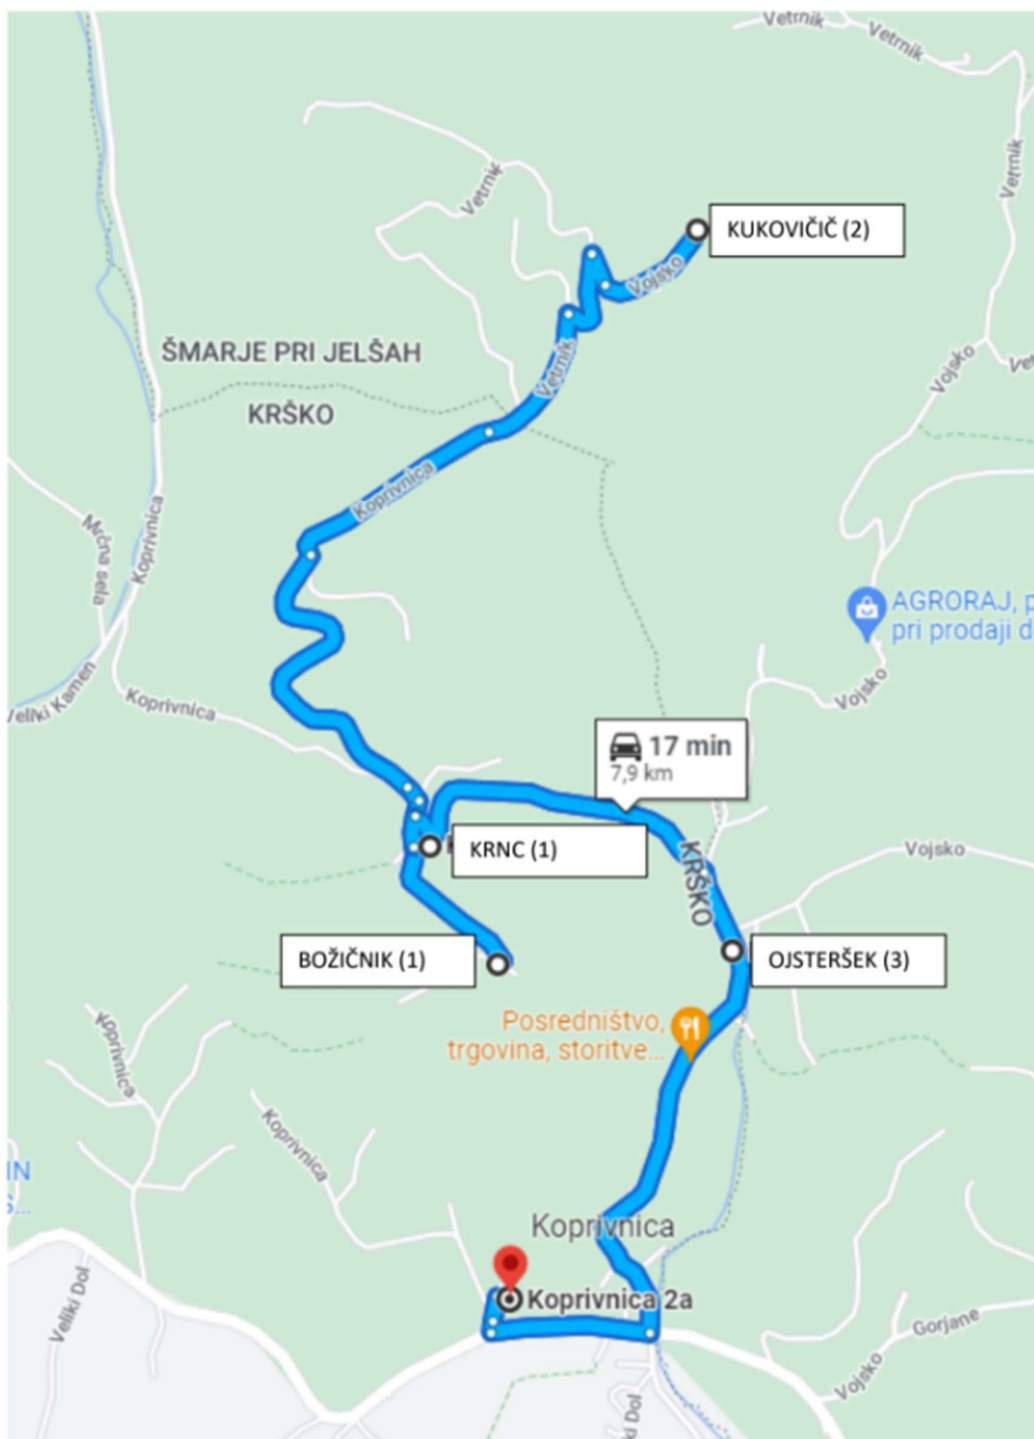 Vetrnik
Vetrnik
Vetrnik
Vetrnik
KUKOVIČIČ (2)
Vojsko
ŠMARJE PRI JELŠAH
KRŠKO
Vetrnik
Vojsko
Koprivnica
Mrčna sela
Koprivnica
AGRORAJ, p
pri prodaji d
Vojsko
Veliki Kamen
Koprivnica
17 min
7,9 km
KRNC (1)
KRŠKO
Vojsko
BOŽIČNIK (1)
OJSTERŠEK (3)
Posredništvo,
trgovina, storitve...
Koprivnica
Koprivnica
IN
Koprivnica
Koprivnica 2a
Veliki Dol
Gorjane
Vojsko